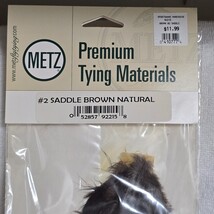 METZ
Premium
Tying Materials
$11.99
#2 SADDLE BROWN NATURAL
0 52857 92215 8